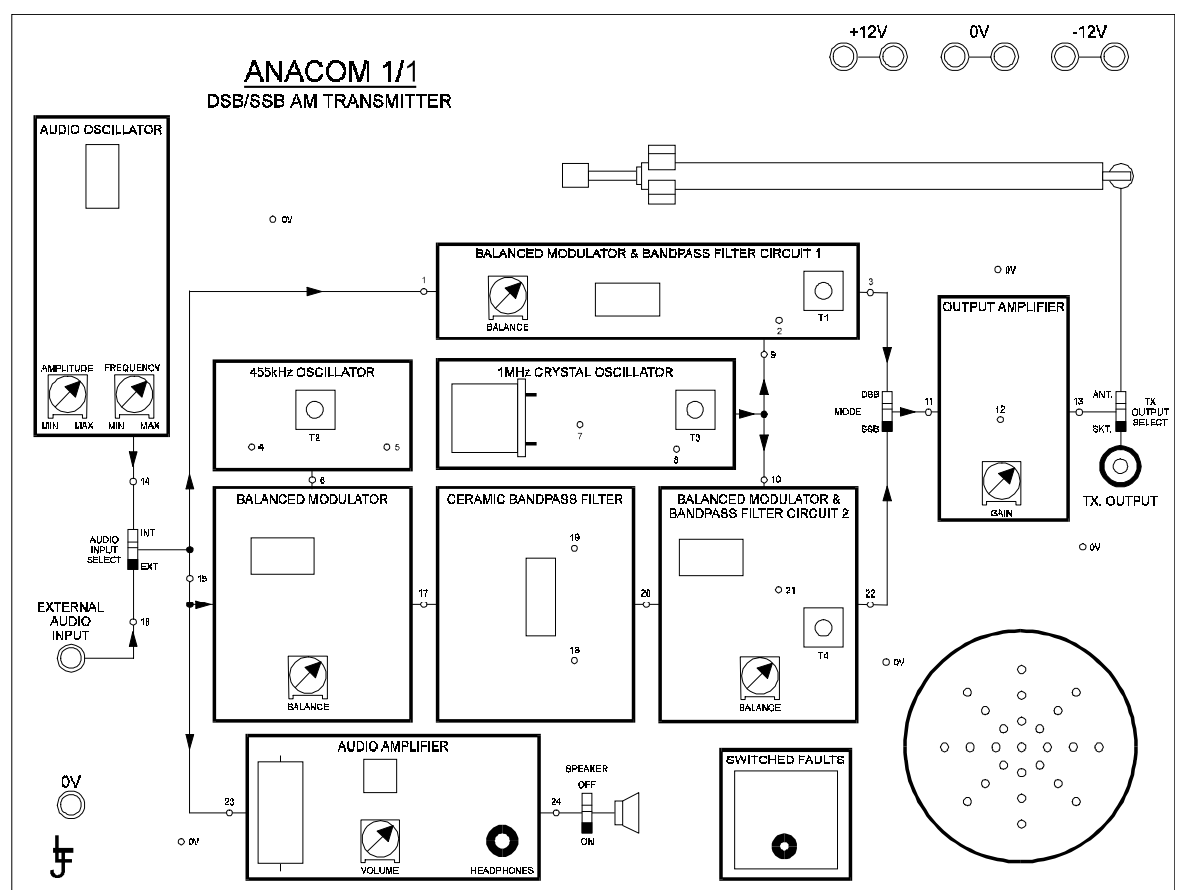 +12V
0V
-12V
ANACOM 1/1
DSB/SSB AM TRANSMITTER
AUDIO OSCILLATOR
AMPLITUDE
FREQUENCY
MIN
MAX
MIN
MAX
0V
BALANCED MODULATOR & BANDPASS FILTER CIRCUIT 1
1
BALANCE
2
T1
3
0V
OUTPUT AMPLIFIER
9
455kHz OSCILLATOR
T2
4
5
6
1MHz CRYSTAL OSCILLATOR
7
T3
8
10
DSB
MODE
SSB
11
12
GAIN
13
ANT.
SKT.
TX
OUTPUT
SELECT
TX. OUTPUT
0V
14
AUDIO
INPUT
SELECT
INT
EXT
15
16
EXTERNAL
AUDIO
INPUT
BALANCED MODULATOR
BALANCE
17
CERAMIC BANDPASS FILTER
19
18
20
BALANCED MODULATOR &
BANDPASS FILTER CIRCUIT 2
21
T4
BALANCE
22
0V
0V
0V
23
AUDIO AMPLIFIER
VOLUME
HEADPHONES
24
SPEAKER
OFF
ON
SWITCHED FAULTS